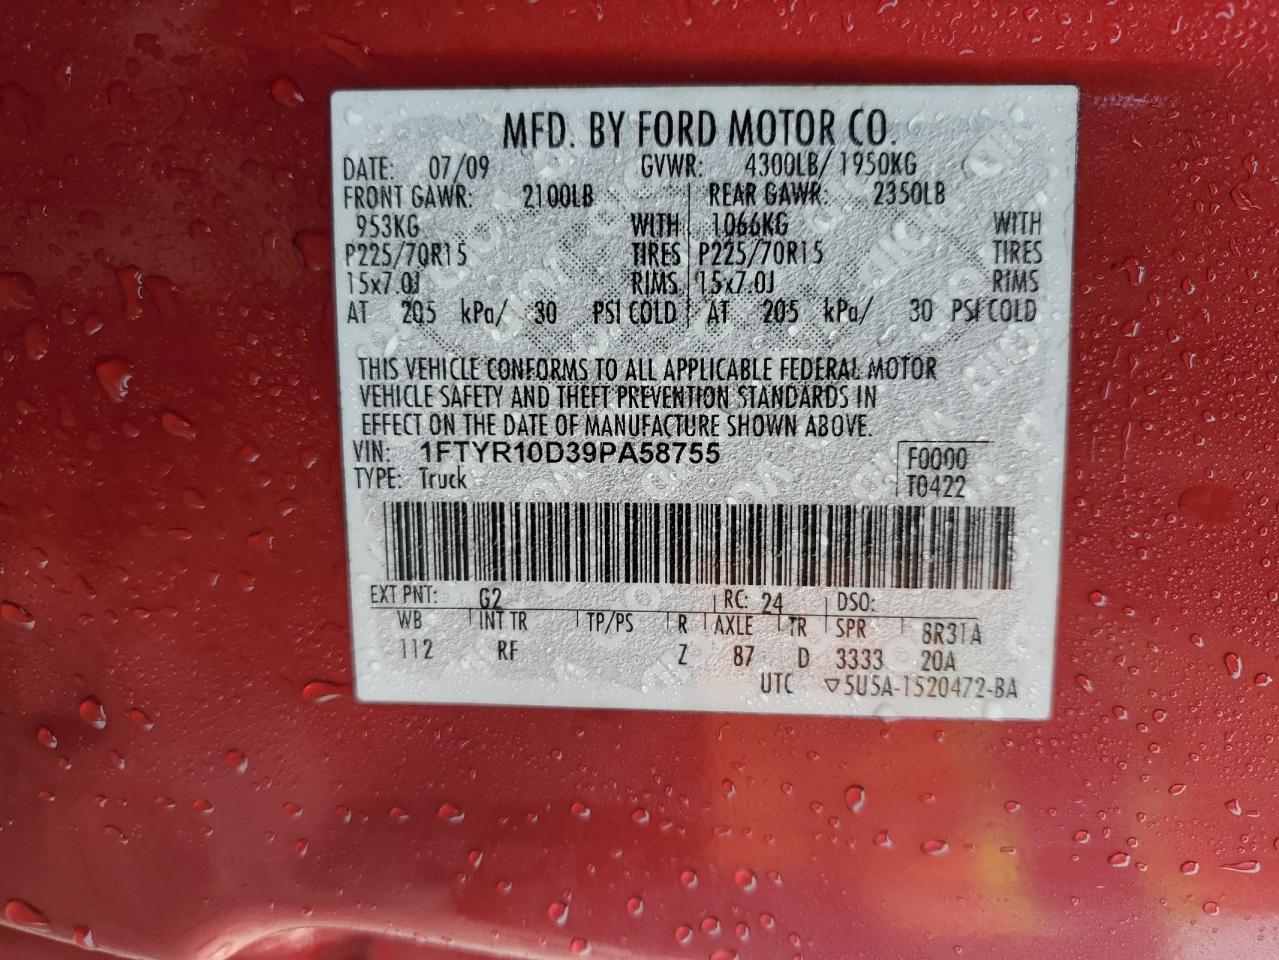 MFD. BY FORD MOTOR CO.
DATE: 07/09 GVWR: 4300LB/ 1950KG
FRONT GAWR: 2100LB REAR GAWR: 2350LB
953KG WITH 1066KG WITH
P225/70R15 TIRES P225/70R15 TIRES
15x7.0J RIMS 15x7.0J RIMS
AT 205 kPa/ 30 PSI COLD AT 205 kPa/ 30 PSI COLD
THIS VEHICLE CONFORMS TO ALL APPLICABLE FEDERAL MOTOR
VEHICLE SAFETY AND THEFT PREVENTION STANDARDS IN
EFFECT ON THE DATE OF MANUFACTURE SHOWN ABOVE.
VIN: 1FTYR10D39PA58755 F0000
TYPE: Truck T0422
EXT PNT: G2 RC: 24 DSO:
WB INT TR TP/PS R AXLE TR SPR 8R31A
112 RF Z 87 D 3333 20A
UTC ▽5U5A-1520472-BA